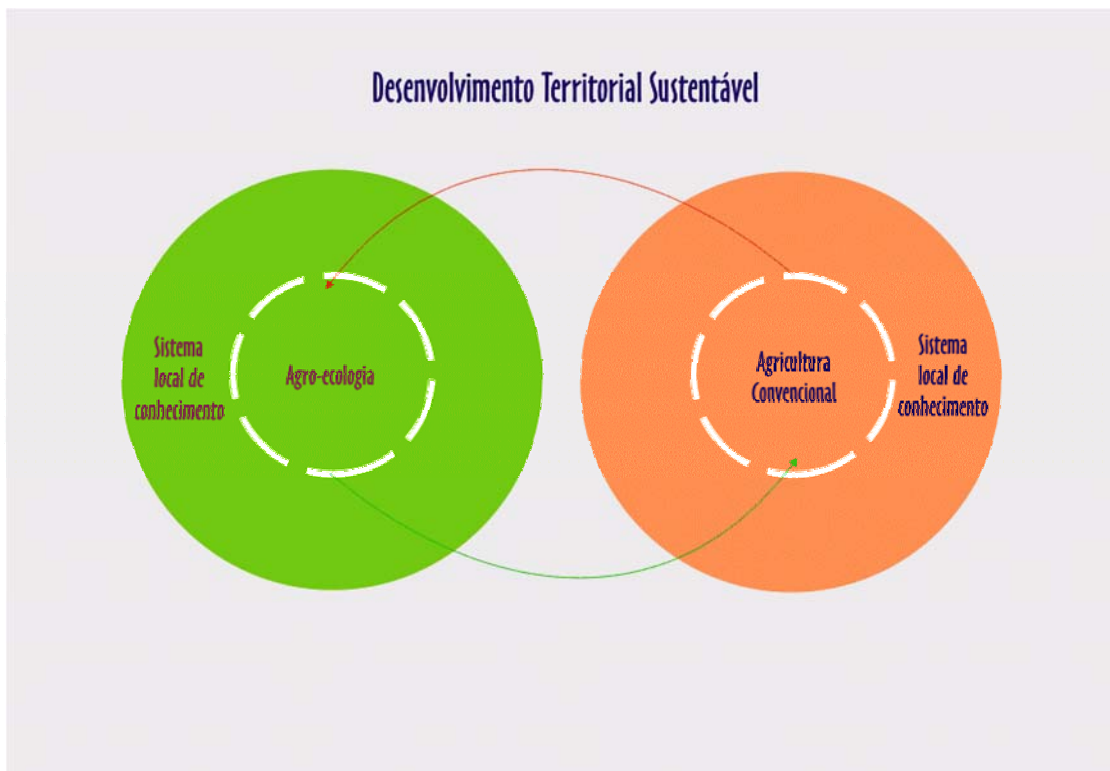 Desenvolvimento Territorial Sustentável
Sistema
local de
conhecimento
Agro-ecologia
Agricultura
Convencional
Sistema
local de
conhecimento